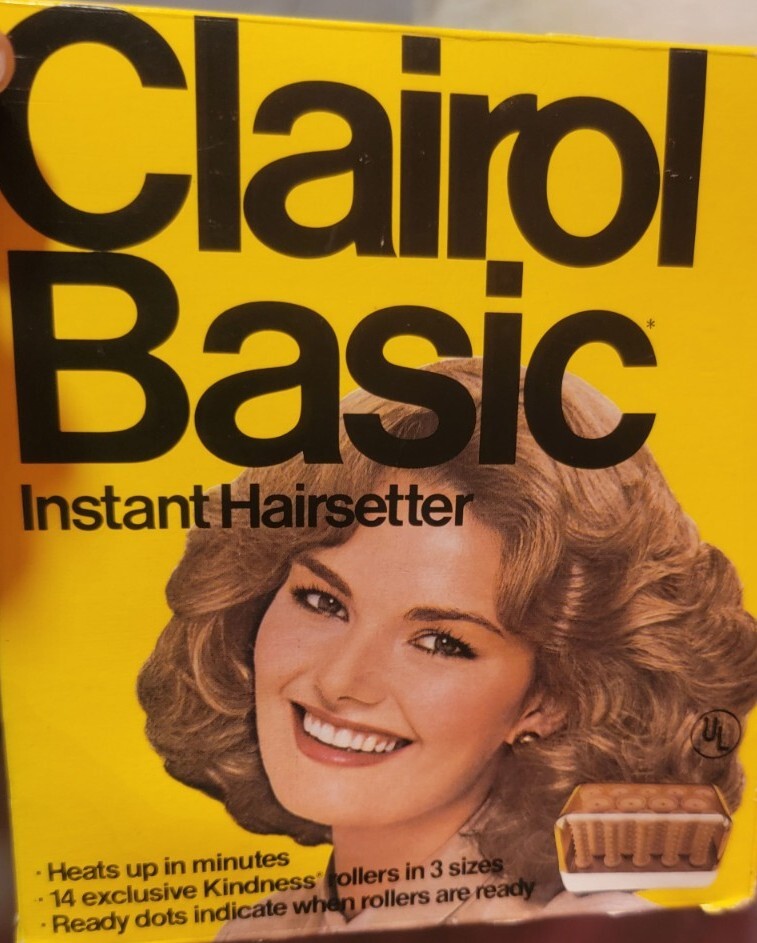 Clairol
Basic*
Instant Hairsetter
UL
· Heats up in minutes
· 14 exclusive Kindness® rollers in 3 sizes
· Ready dots indicate when rollers are ready